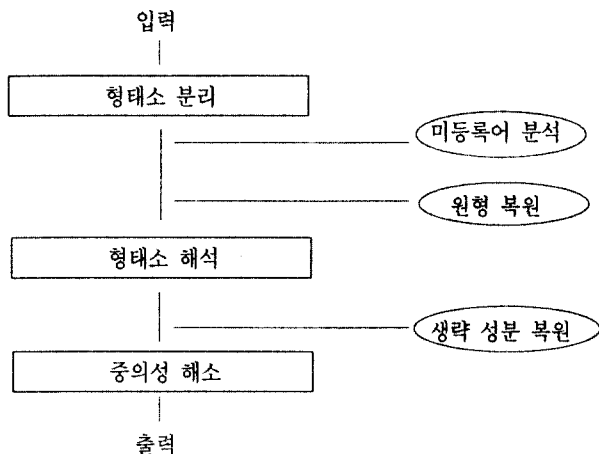 입력
형태소 분리
미등록어 분석
원형 복원
형태소 해석
생략 성분 복원
중의성 해소
출력